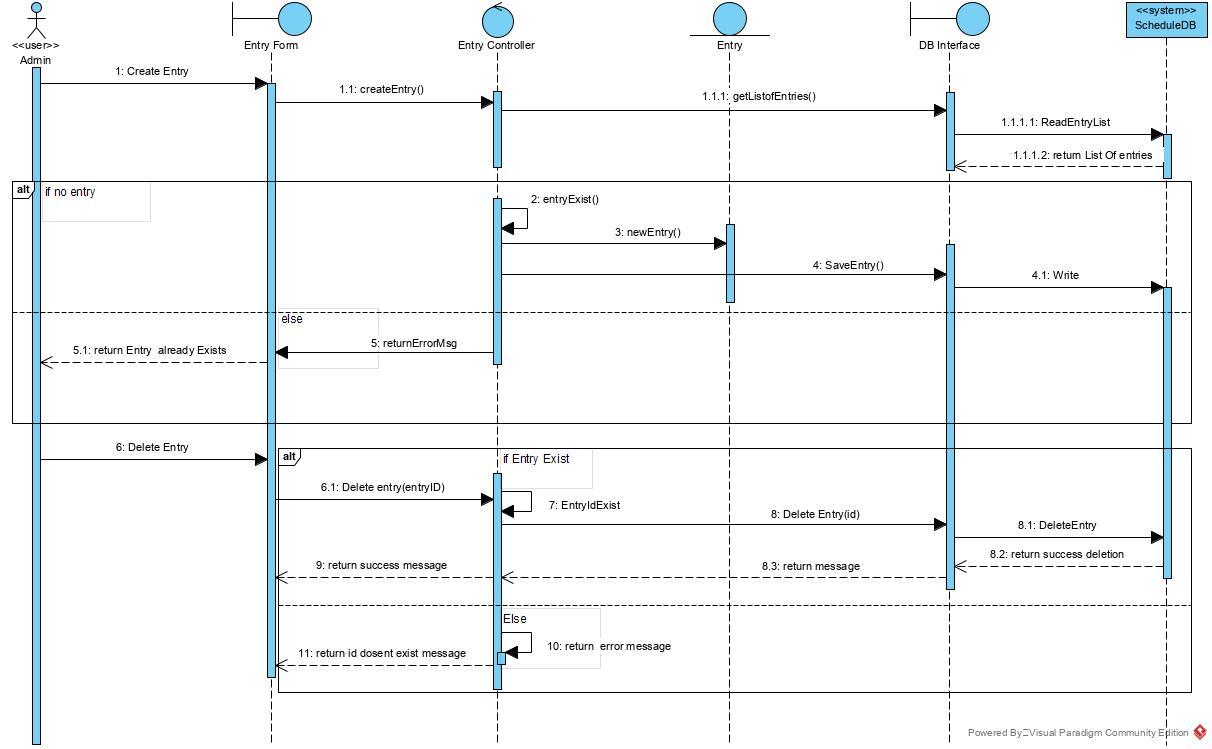 <<user>>
Admin
Entry Form
Entry Controller
Entry
DB Interface
<<system>>
ScheduleDB
1: Create Entry
1.1: createEntry()
1.1.1: getListofEntries()
1.1.1.1: ReadEntryList
1.1.1.2: return List Of entries
alt
if no entry
2: entryExist()
3: newEntry()
4: SaveEntry()
4.1: Write
else
5: returnErrorMsg
5.1: return Entry already Exists
6: Delete Entry
alt
if Entry Exist
6.1: Delete entry(entryID)
7: EntryIdExist
8: Delete Entry(id)
8.1: DeleteEntry
8.2: return success deletion
8.3: return message
9: return success message
Else
10: return error message
11: return id dosent exist message
Powered By Visual Paradigm Community Edition